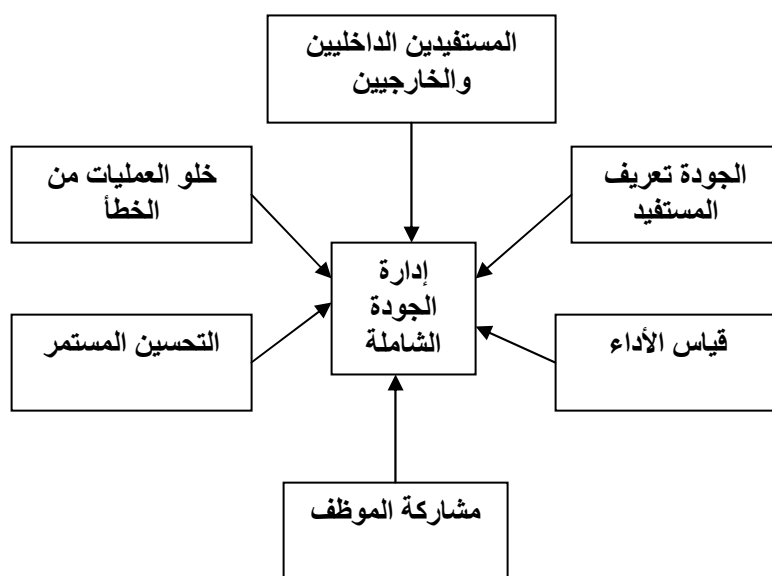 المستفيدين الداخليين
والخارجيين
الجودة تعريف
المستفيد
خلو العمليات من
الخطأ
إدارة
الجودة
الشاملة
قياس الأداء
التحسين المستمر
مشاركة الموظف